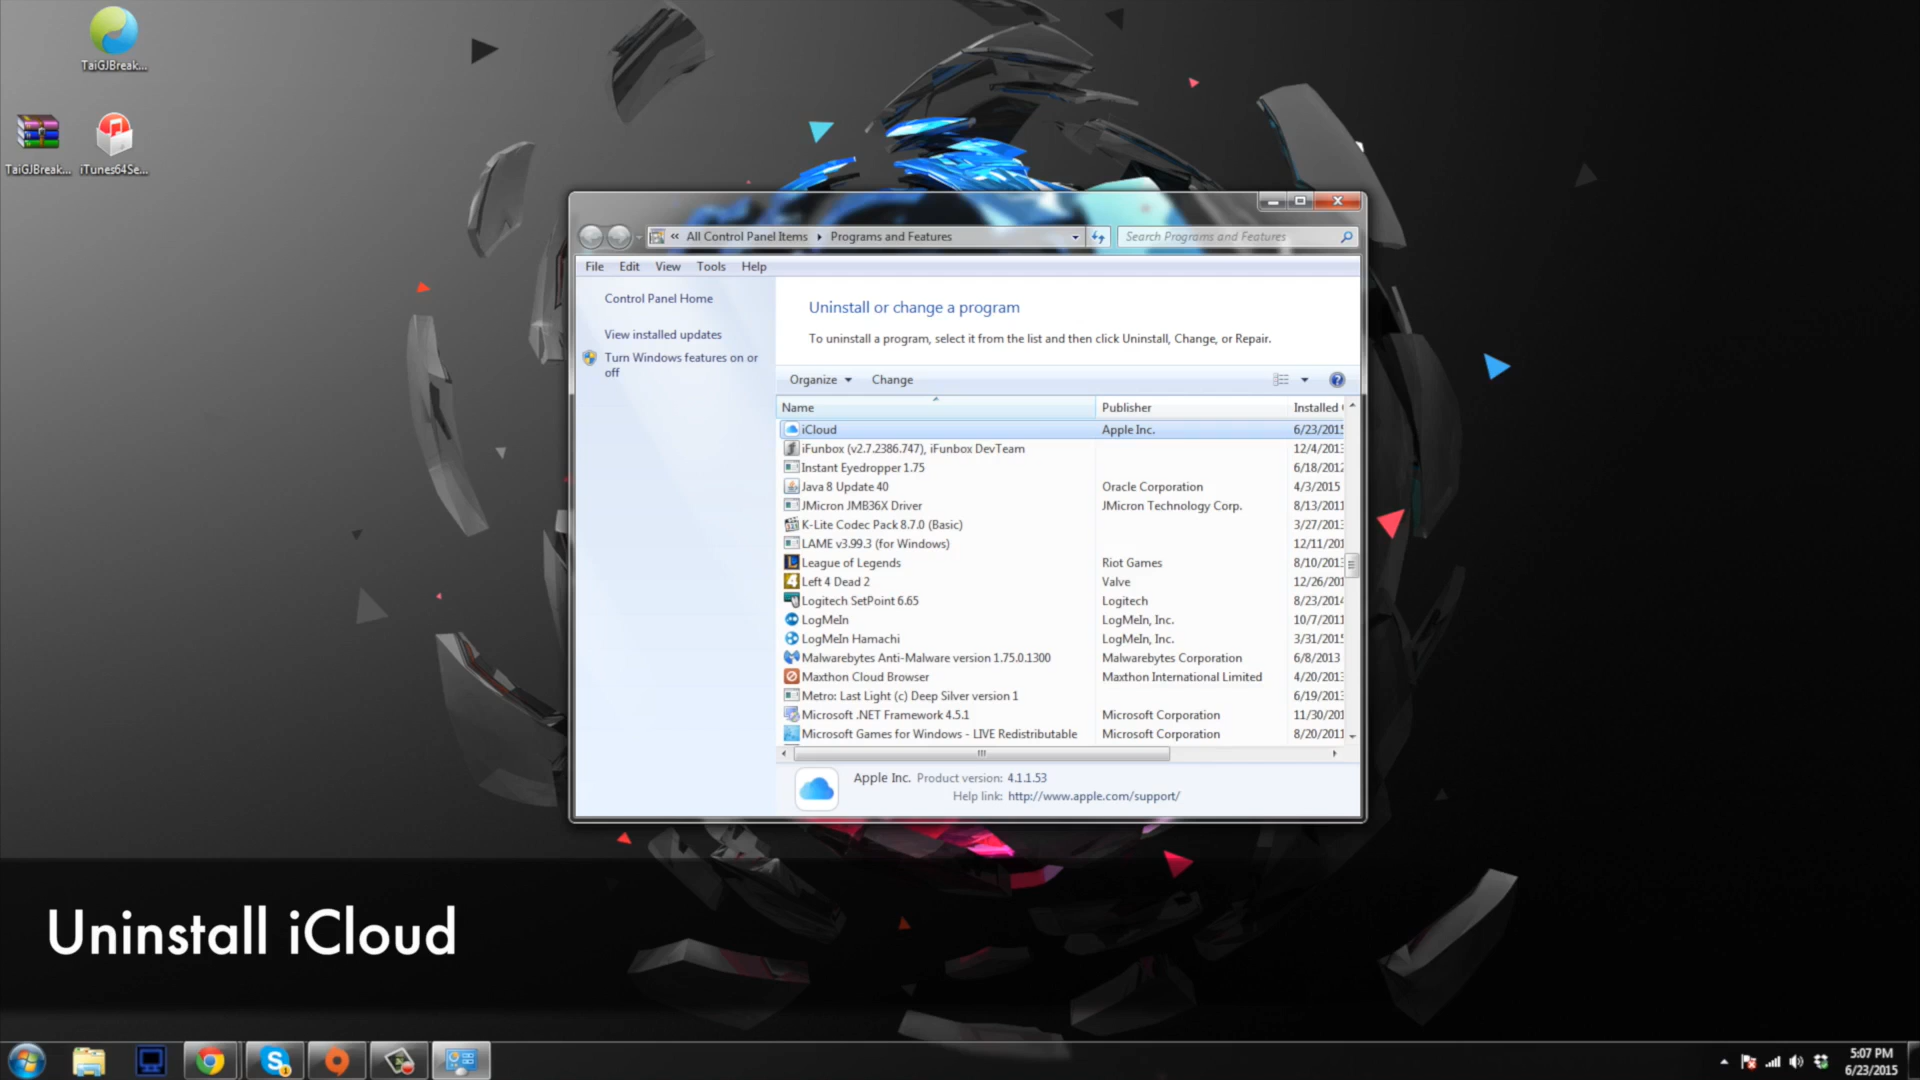 TaiGJBreak...
TaiGJBreak...
iTunes64Se...
All Control Panel Items
Programs and Features
Search Programs and Features
File
Edit
View
Tools
Help
Control Panel Home
View installed updates
Turn Windows features on or
off
Uninstall or change a program
To uninstall a program, select it from the list and then click Uninstall, Change, or Repair.
Organize
Change
Name
Publisher
Installed
iCloud Apple Inc. 6/23/2015
iFunbox (v2.7.2386.747), iFunbox DevTeam 12/4/2013
Instant Eyedropper 1.75 6/18/2012
Java 8 Update 40 Oracle Corporation 4/3/2015
JMicron JMB36X Driver JMicron Technology Corp. 8/13/2011
K-Lite Codec Pack 8.7.0 (Basic) 3/27/2013
LAME v3.99.3 (for Windows) 12/11/201
League of Legends Riot Games 8/10/2013
Left 4 Dead 2 Valve 12/26/201
Logitech SetPoint 6.65 Logitech 8/23/2014
LogMeIn LogMeIn, Inc. 10/7/2011
LogMeIn Hamachi LogMeIn, Inc. 3/31/2015
Malwarebytes Anti-Malware version 1.75.0.1300 Malwarebytes Corporation 6/8/2013
Maxthon Cloud Browser Maxthon International Limited 4/20/2013
Metro: Last Light (c) Deep Silver version 1 6/19/2013
Microsoft .NET Framework 4.5.1 Microsoft Corporation 11/30/201
Microsoft Games for Windows - LIVE Redistributable Microsoft Corporation 8/20/2011
Apple Inc. Product version: 4.1.1.53
Help link: http://www.apple.com/support/
Uninstall iCloud
5:07 PM
6/23/2015